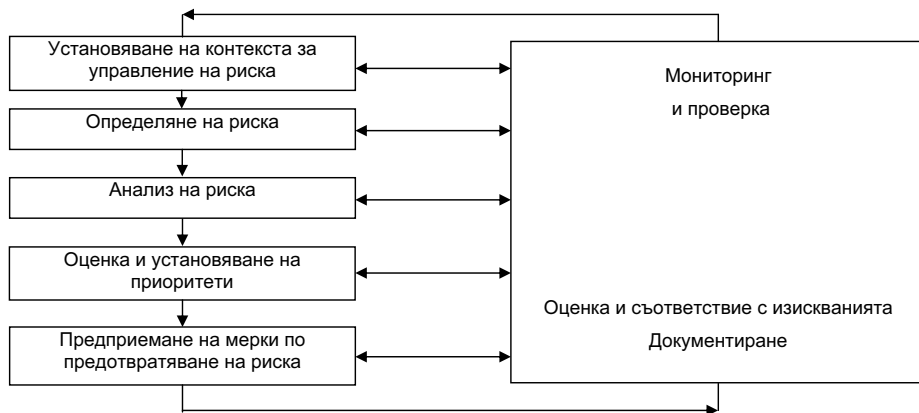 Установяване на контекста за
управление на риска
Определяне на риска
Анализ на риска
Оценка и установяване на
приоритети
Предприемане на мерки по
предотвратяване на риска
Мониторинг
и проверка
Оценка и съответствие с изискванията
Документиране